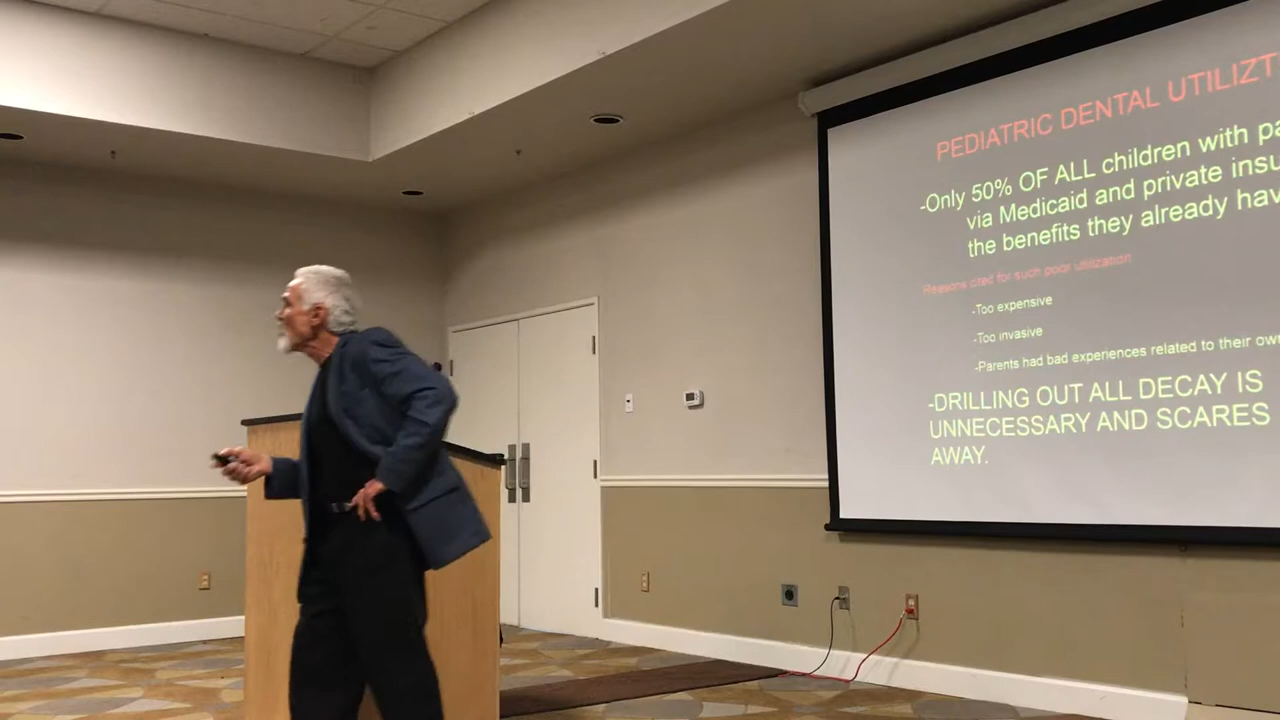 PEDIATRIC DENTAL UTILIZT
-Only 50% OF ALL children with pa
via Medicaid and private insu
the benefits they already hav
Reasons cited for such poor utilization
-Too expensive
-Too invasive
-Parents had bad experiences related to their own
-DRILLING OUT ALL DECAY IS
UNNECESSARY AND SCARES
AWAY.